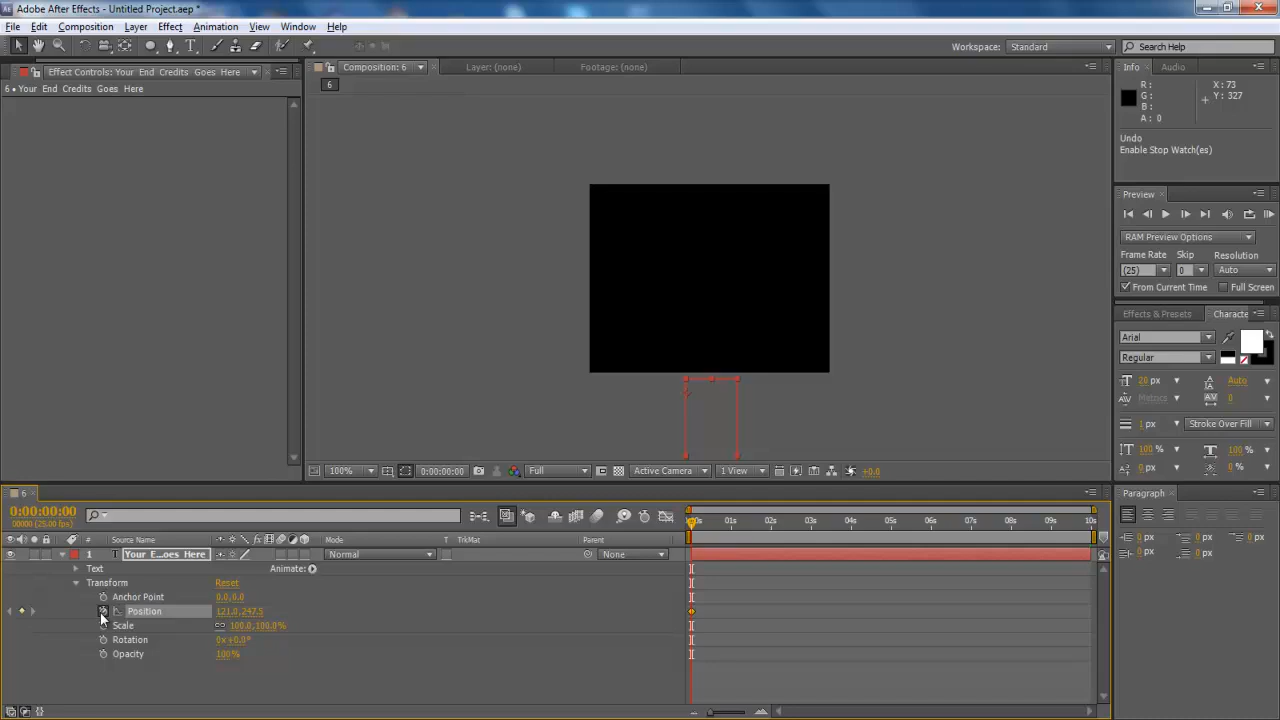 Adobe After Effects - Untitled Project.aep *
File Edit Composition Layer Effect Animation View Window Help
Workspace: Standard
Search Help
Effect Controls: Your End Credits Goes Here
6 • Your End Credits Goes Here
Composition: 6
Layer: (none)
Footage: (none)
6
Info Audio
R:
G:
B:
A: 0
X: 73
Y: 327
Undo
Enable Stop Watch(es)
Preview
RAM Preview Options
Frame Rate Skip Resolution
(25) 0 Auto
From Current Time Full Screen
Effects & Presets Characte
Arial
Regular
20 px Auto
Metrics 0
1 px Stroke Over Fill
100 % 100 %
0 px 0 %
100% 0:00:00:00 Full Active Camera 1 View +0.0
6
0:00:00:00
00000 (25.00 fps)
# Source Name Mode T TrkMat Parent
1 T Your E...oes Here Normal None
Text Animate:
Transform Reset
Anchor Point 0.0,0.0
Position 121.0,247.5
Scale 100.0,100.0%
Rotation 0x+0.0°
Opacity 100%
0s 01s 02s 03s 04s 05s 06s 07s 08s 09s 10s
Paragraph
0 px 0 px 0 px
0 px 0 px